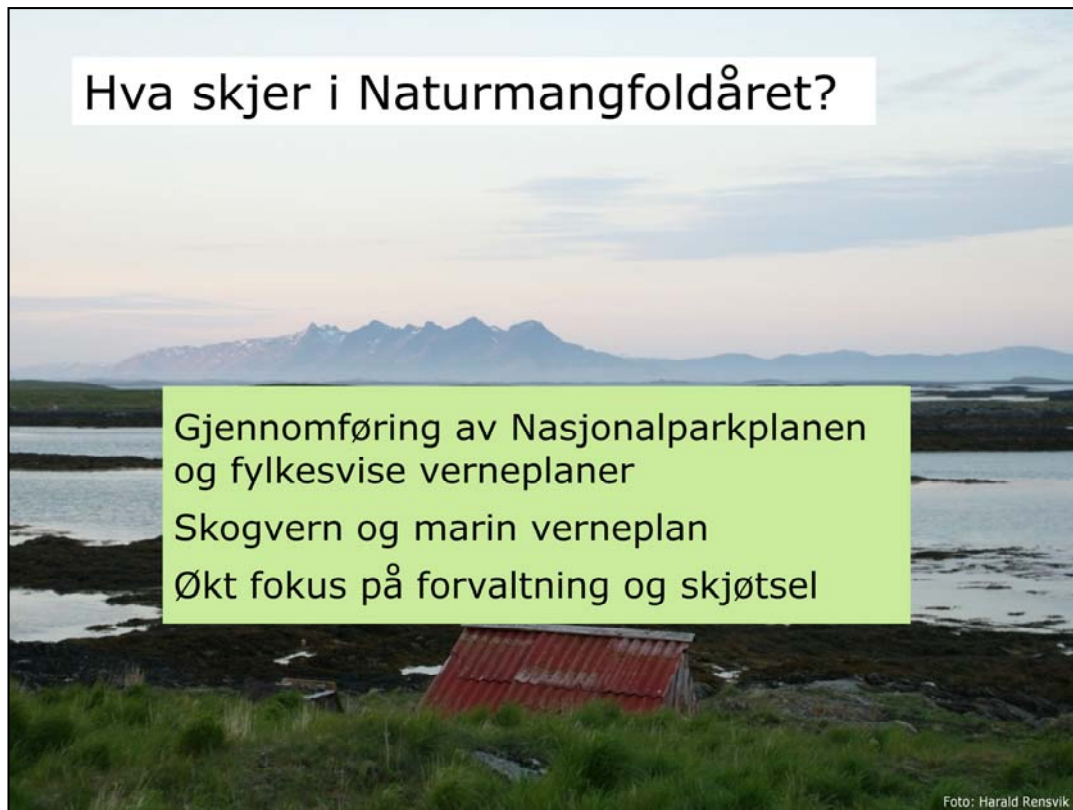 Hva skjer i Naturmangfoldåret?
Gjennomføring av Nasjonalparkplanen
og fylkesvise verneplaner
Skogvern og marin verneplan
Økt fokus på forvaltning og skjøtsel
Foto: Harald Rensvik